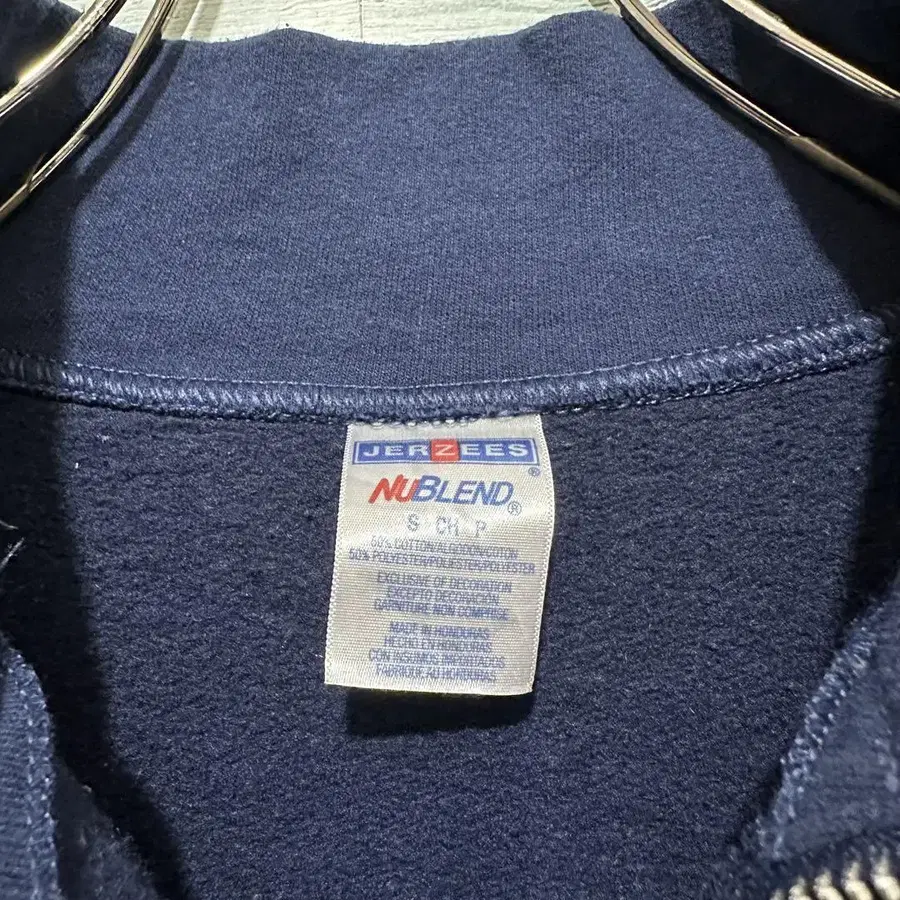 JERZEES
®
NUBLEND®
S CH P
50% COTTON/ALGODON/COTON
50% POLYESTER/POLIESTER/POLYESTER
EXCLUSIVE OF DECORATION
EXCEPTO DECORACION
GARNITURE NON COMPRISE
MADE IN HONDURAS
HECHO EN HONDURAS
CON INSUMOS IMPORTADOS
FABRIQUE AU HONDURAS